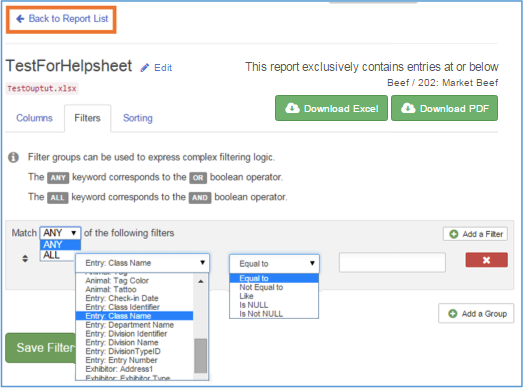 Back to Report List
TestForHelpsheet Edit
This report exclusively contains entries at or below
Beef / 202: Market Beef
TestOuptut.xlsx
Download Excel Download PDF
Columns Filters Sorting
Filter groups can be used to express complex filtering logic.
The ANY keyword corresponds to the OR boolean operator.
The ALL keyword corresponds to the AND boolean operator.
Match ANY of the following filters
Add a Filter
ANY
ALL
Entry: Class Name
Equal to
Animal: Tag
Animal: Tag Color
Animal: Tattoo
Entry: Check-in Date
Entry: Class Identifier
Entry: Class Name
Entry: Department Name
Entry: Division Identifier
Entry: Division Name
Entry: DivisionTypeID
Entry: Entry Number
Exhibitor: Address1
Exhibitor: Exhibitor Type
Equal to
Not Equal to
Like
Is NULL
Is Not NULL
Add a Group
Save Filter